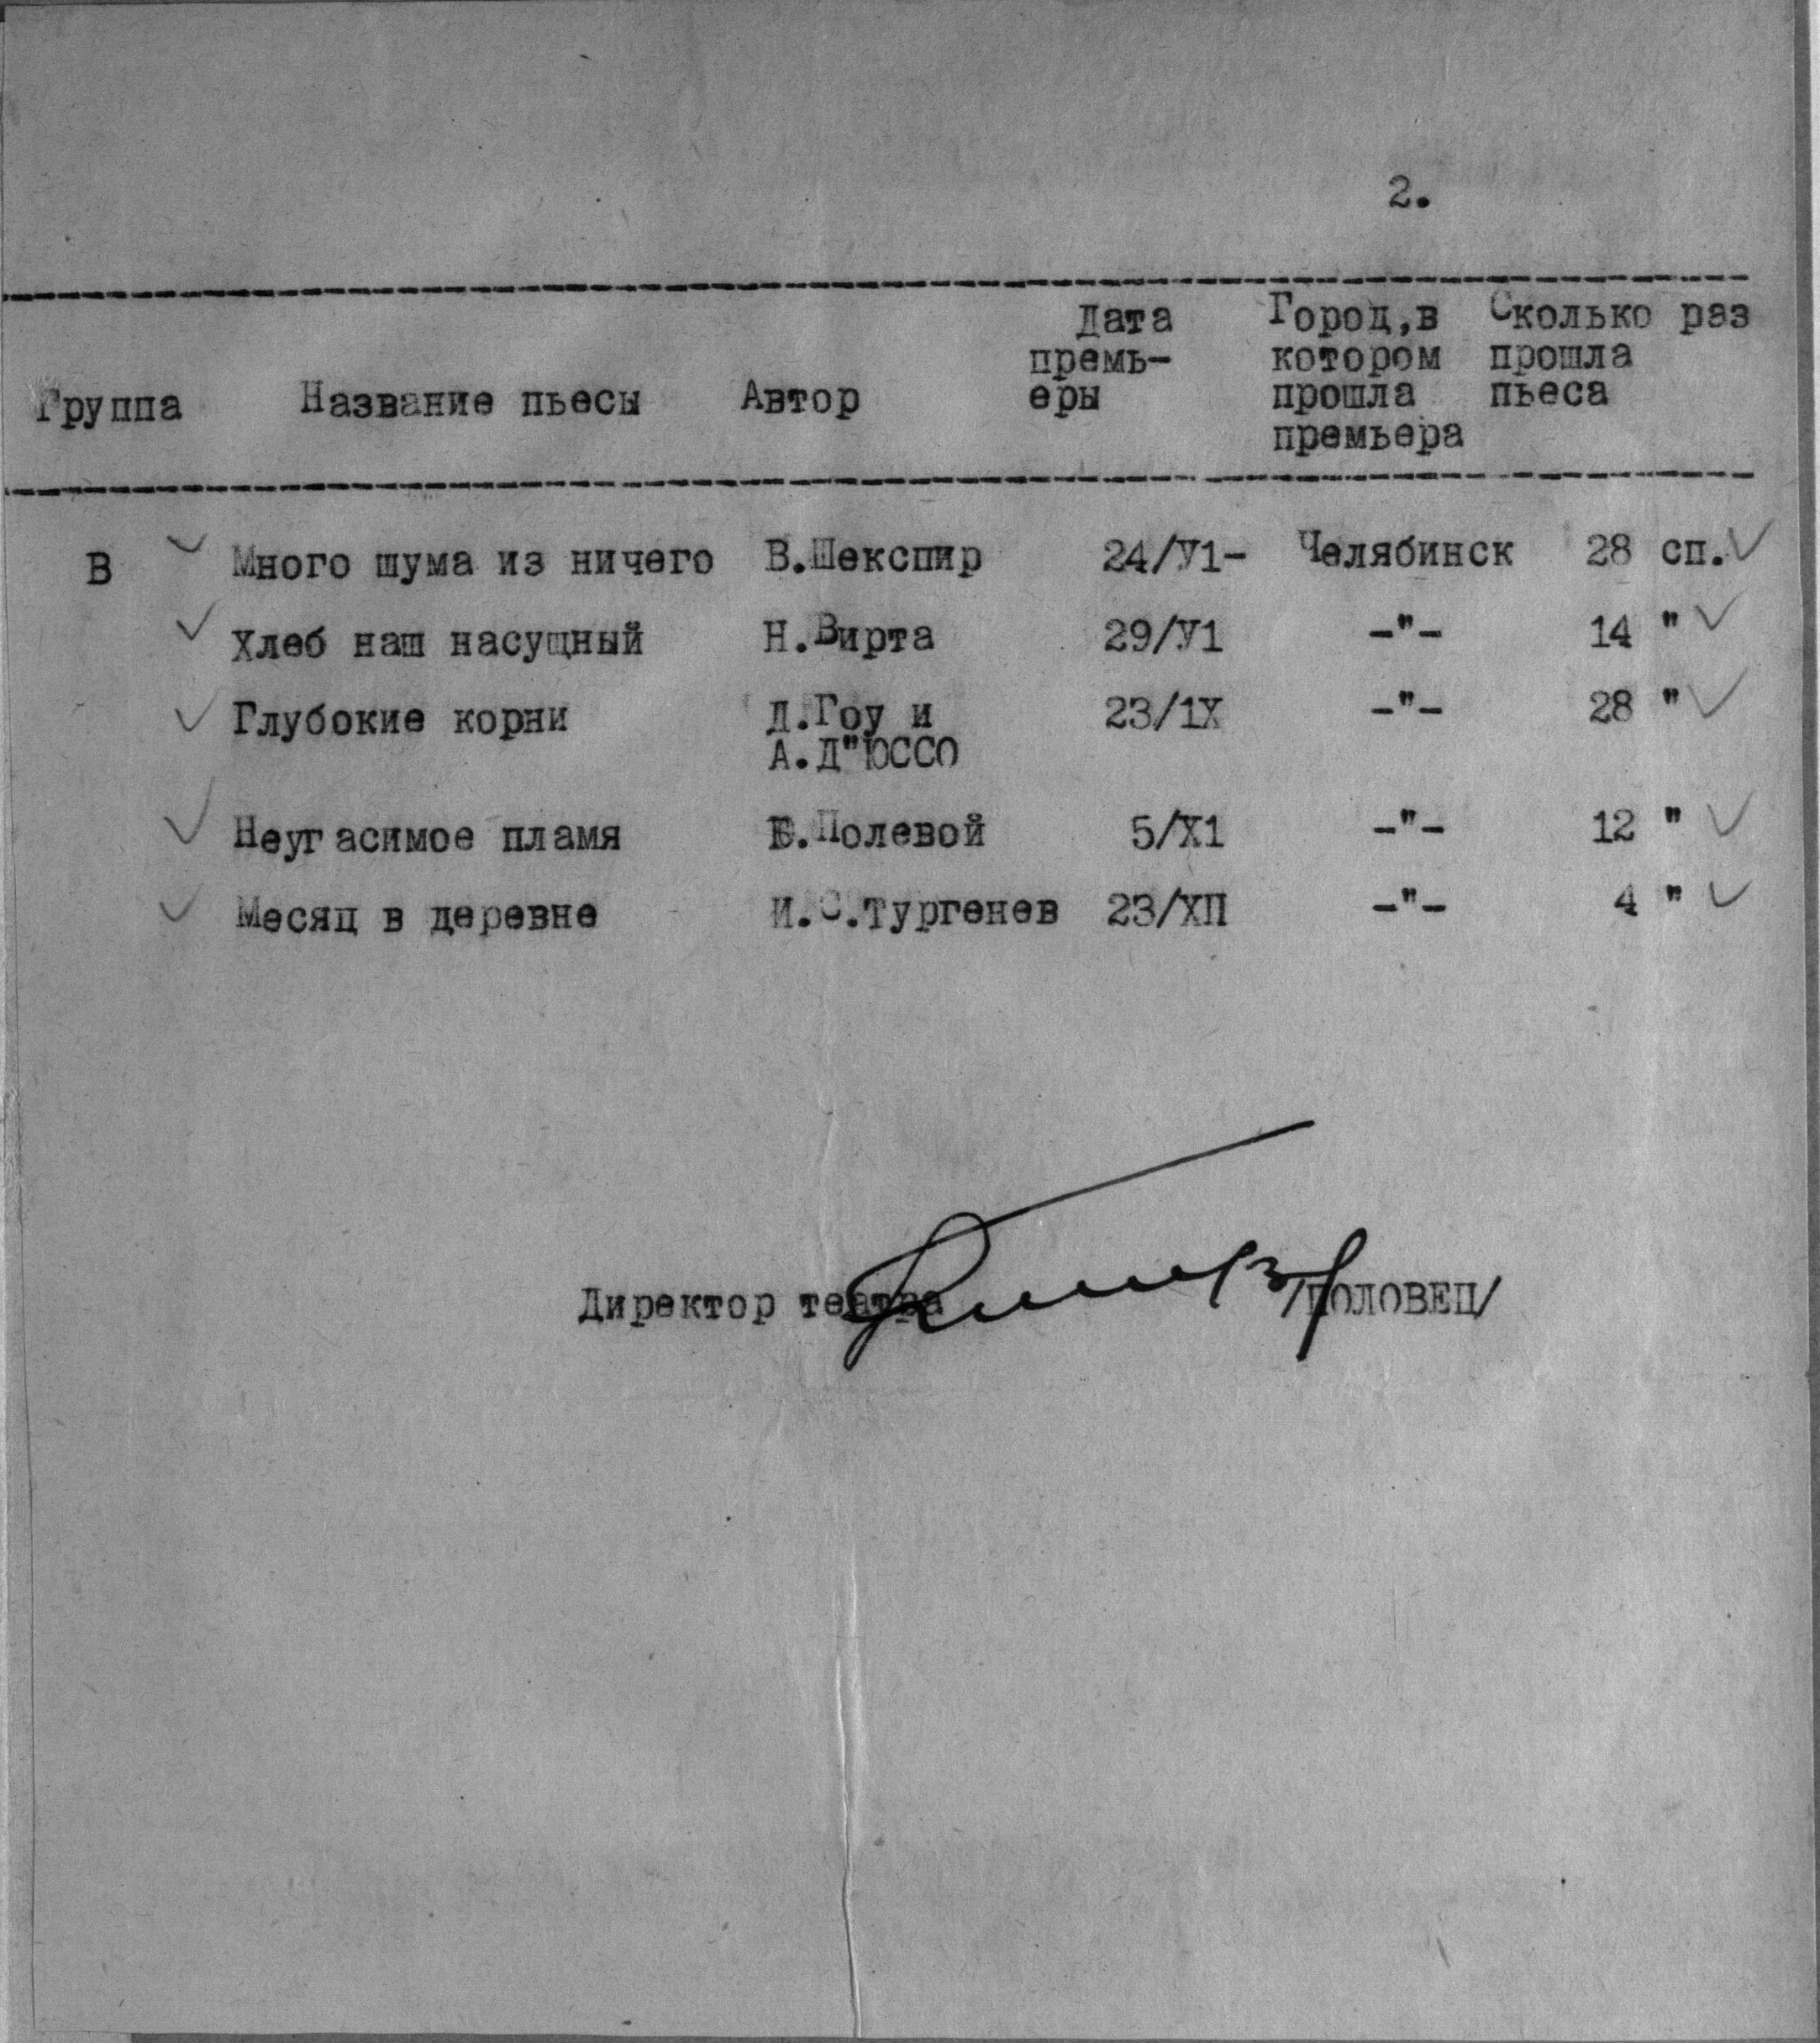 2.
Группа Название пьесы Автор Дата премь- еры Город,в котором прошла премьера Сколько раз прошла пьеса
В Много шума из ничего В.Шекспир 24/У1- Челябинск 28 сп.
Хлеб наш насущный Н.Вирта 29/У1 -"- 14 "
Глубокие корни Д.Гоу и 23/1Х -"- 28 "
А.Д"ЮССО
Неугасимое пламя Б.Полевой 5/Х1 -"- 12 "
Месяц в деревне И.С.Тургенев 23/ХП -"- 4 "
Директор театра /ПОЛОВЕЦ/